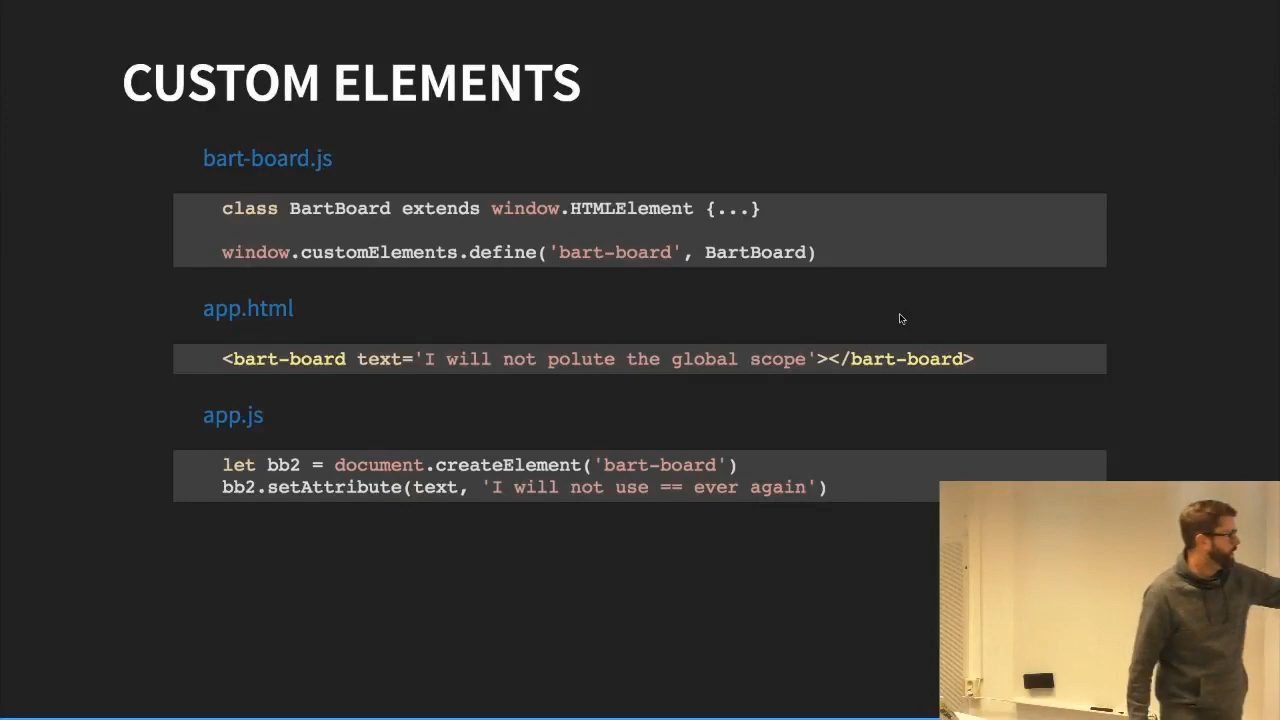 CUSTOM ELEMENTS
bart-board.js
class BartBoard extends window.HTMLElement {...}
window.customElements.define('bart-board', BartBoard)
app.html
<bart-board text='I will not polute the global scope'></bart-board>
app.js
let bb2 = document.createElement('bart-board')
bb2.setAttribute(text, 'I will not use == ever again')